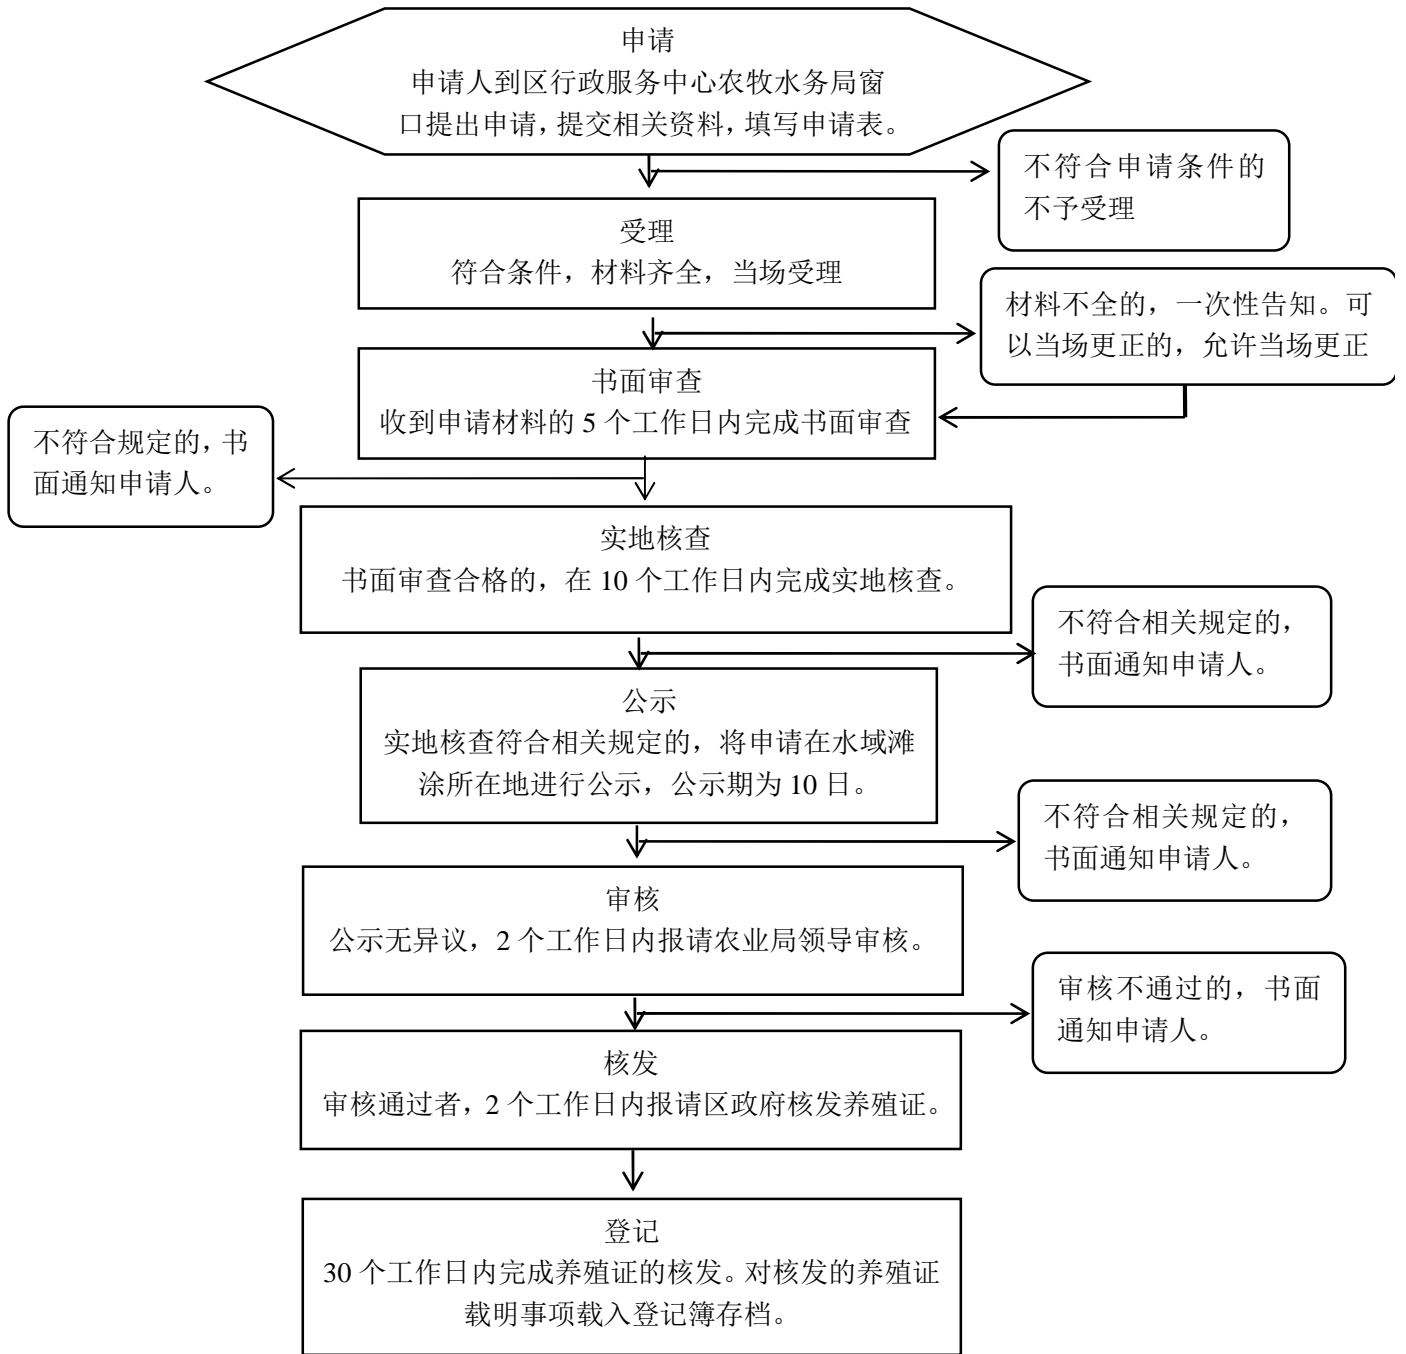 申请
申请人到区行政服务中心农牧水务局窗
口提出申请，提交相关资料，填写申请表。
不符合申请条件的
不予受理
受理
符合条件，材料齐全，当场受理
材料不全的，一次性告知。可
以当场更正的，允许当场更正
书面审查
收到申请材料的 5 个工作日内完成书面审查
不符合规定的，书
面通知申请人。
实地核查
书面审查合格的，在 10 个工作日内完成实地核查。
不符合相关规定的，
书面通知申请人。
公示
实地核查符合相关规定的，将申请在水域滩
涂所在地进行公示，公示期为 10 日。
不符合相关规定的，
书面通知申请人。
审核
公示无异议，2 个工作日内报请农业局领导审核。
审核不通过的，书面
通知申请人。
核发
审核通过者，2 个工作日内报请区政府核发养殖证。
登记
30 个工作日内完成养殖证的核发。对核发的养殖证
载明事项载入登记簿存档。